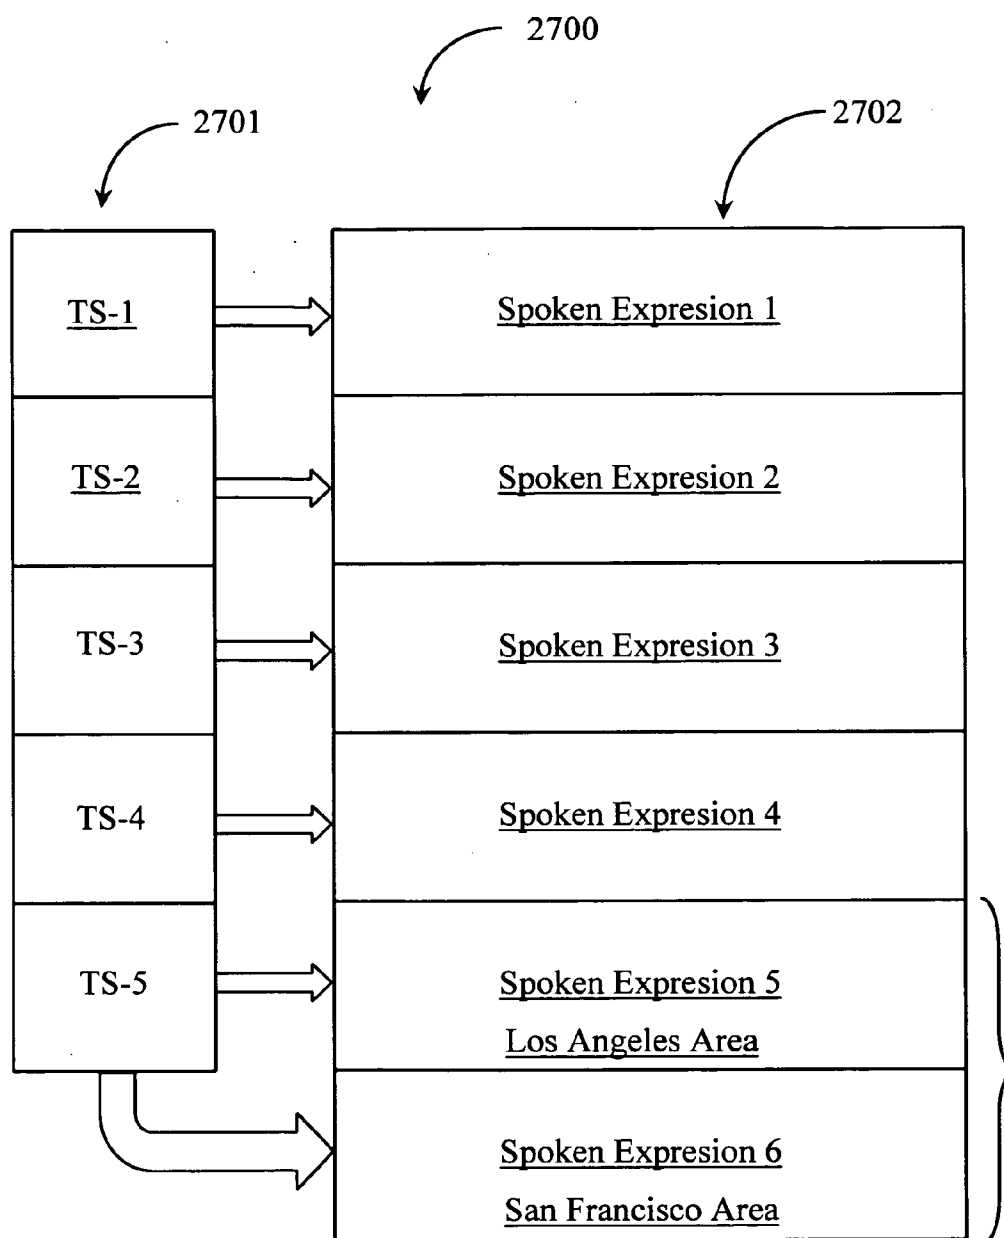 2700
2701
2702
TS-1
Spoken Expresion 1
TS-2
Spoken Expresion 2
TS-3
Spoken Expresion 3
TS-4
Spoken Expresion 4
TS-5
Spoken Expresion 5
Los Angeles Area
Spoken Expresion 6
San Francisco Area